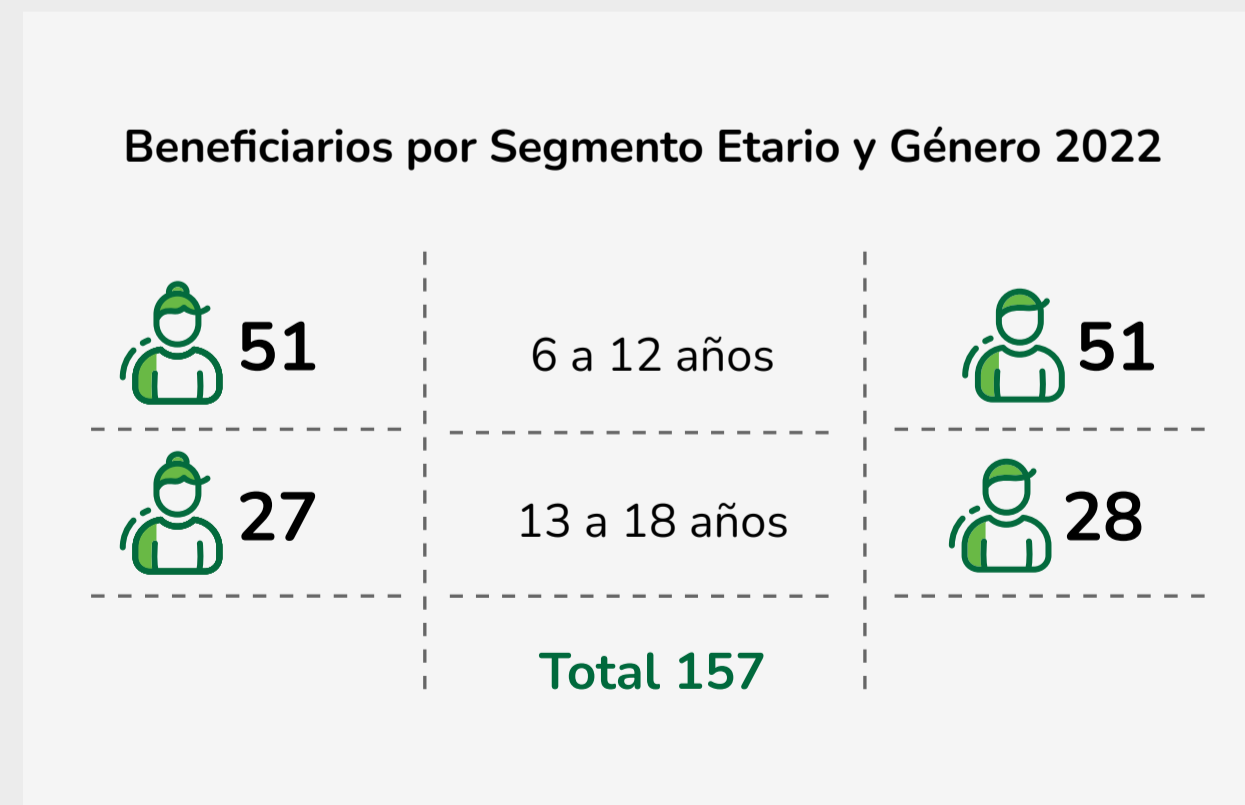 Beneficiarios por Segmento Etario y Género 2022
51 6 a 12 años 51
27 13 a 18 años 28
Total 157